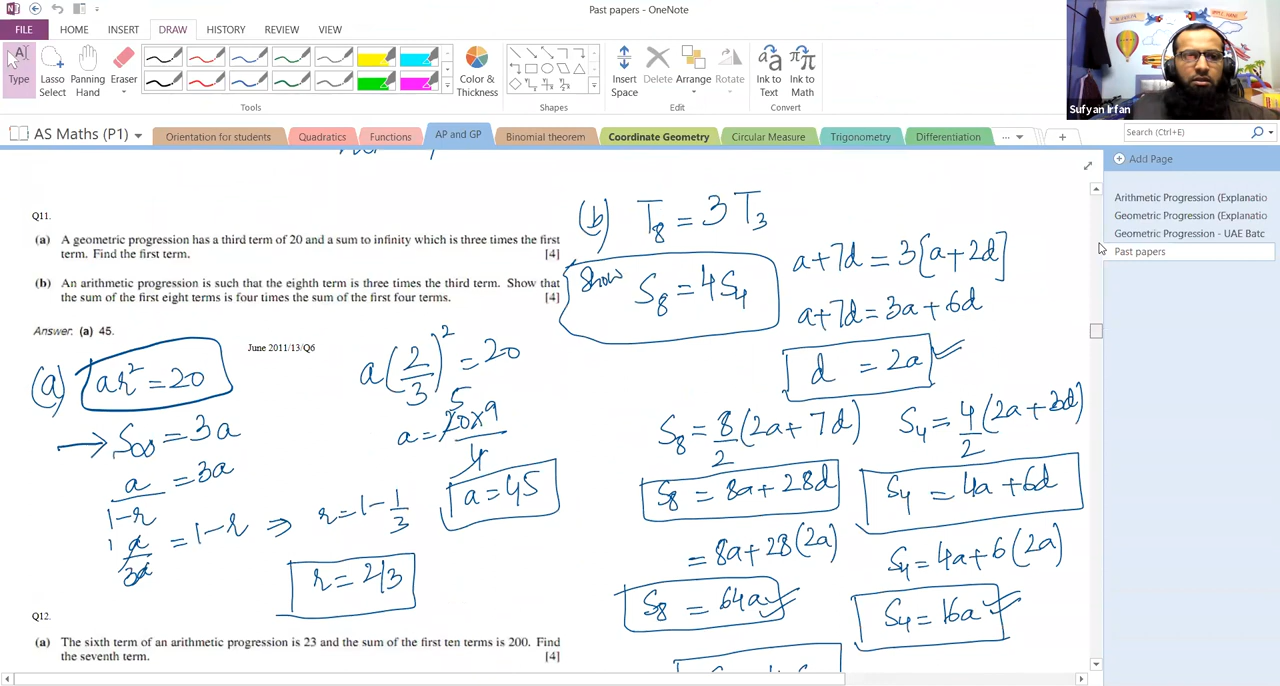 Past papers - OneNote
FILE HOME INSERT DRAW HISTORY REVIEW VIEW
Type
Lasso Select
Panning Hand
Eraser
Color & Thickness
Insert Space
Delete
Arrange
Rotate
Ink to Text
Ink to Math
Tools
Shapes
Edit
Convert
Sufyan Irfan
AS Maths (P1)
Orientation for students
Quadratics
Functions
AP and GP
Binomial theorem
Coordinate Geometry
Circular Measure
Trigonometry
Differentiation
Search (Ctrl+E)
Add Page
Arithmetic Progression (Explanatio
Geometric Progression (Explanatio
Geometric Progression - UAE Batc
Past papers
Q11.
(a) A geometric progression has a third term of 20 and a sum to infinity which is three times the first
term. Find the first term. [4]
(b) An arithmetic progression is such that the eighth term is three times the third term. Show that
the sum of the first eight terms is four times the sum of the first four terms. [4]
Answer. (a) 45.
June 2011/13/Q6
(a) ar² = 20
S∞ = 3a
a/(1-r) = 3a
1a/3a = 1-r ⇒ r = 1 - 1/3
r = 2/3
a(2/3)² = 20
a = 20×9/4
5
a = 45
(b) T₈ = 3T₃
Show S₈ = 4S₄
a+7d = 3[a+2d]
a+7d = 3a+6d
d = 2a
S₈ = 8/2(2a+7d)
S₈ = 8a+28d
= 8a+28(2a)
S₈ = 64a
S₄ = 4/2(2a+3d)
S₄ = 4a+6d
S₄ = 4a+6(2a)
S₄ = 16a
Q12.
(a) The sixth term of an arithmetic progression is 23 and the sum of the first ten terms is 200. Find
the seventh term. [4]